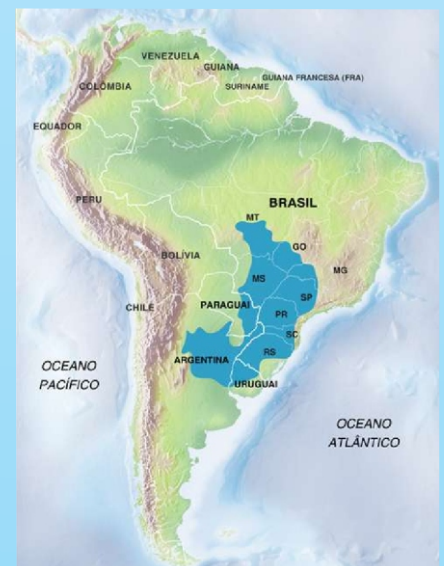 VENEZUELA
GUIANA
GUIANA FRANCESA (FRA)
COLÔMBIA
SURINAME
EQUADOR
BRASIL
PERU
MT
GO
BOLÍVIA
MS
MG
SP
PARAGUAI
CHILE
PR
SC
ARGENTINA
RS
OCEANO
PACÍFICO
URUGUAI
OCEANO
ATLÂNTICO